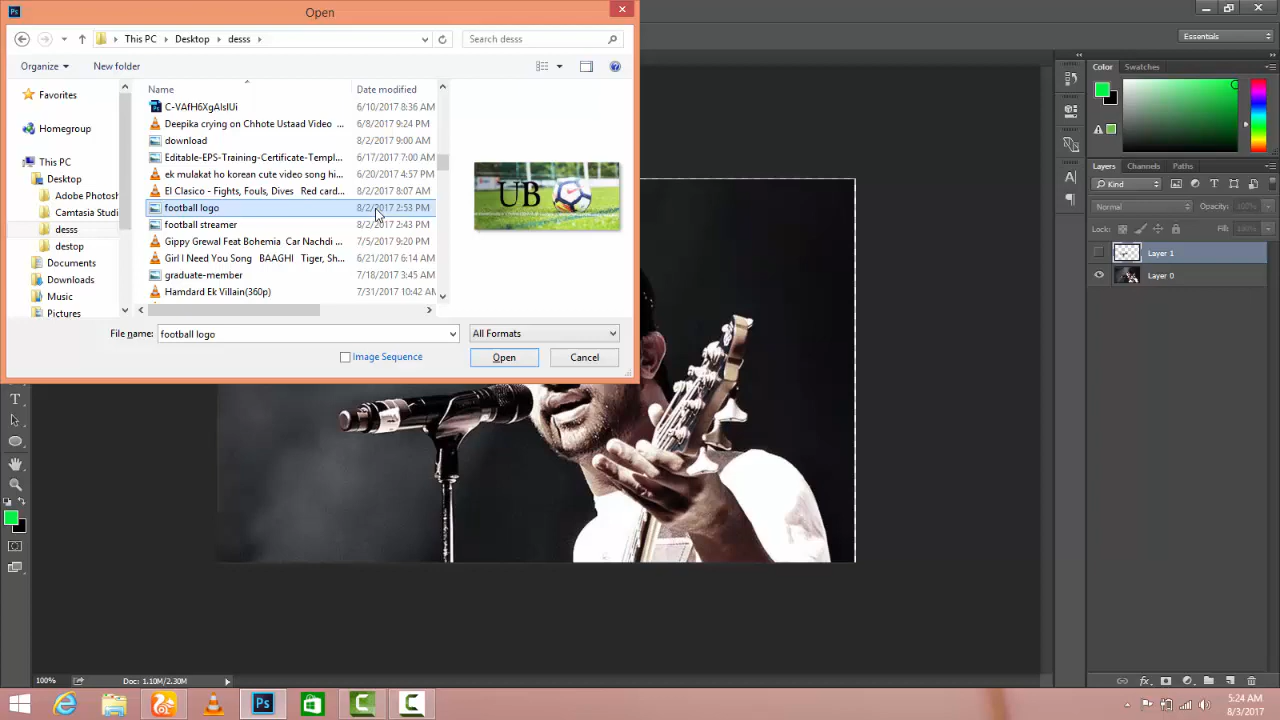 Open
This PC
Desktop
desss
Search desss
Organize
New folder
Name
Date modified
Favorites
Homegroup
This PC
Desktop
Adobe Photosh
Camtasia Studi
desss
destop
Documents
Downloads
Music
Pictures
C-VAfH6XgAIsIUi 6/10/2017 8:36 AM
Deepika crying on Chhote Ustaad Video ... 6/8/2017 9:24 PM
download 8/2/2017 9:00 AM
Editable-EPS-Training-Certificate-Templ... 6/17/2017 7:00 AM
ek mulakat ho korean cute video song hi... 6/20/2017 4:57 PM
El Clasico - Fights, Fouls, Dives Red card... 8/2/2017 8:07 AM
football logo 8/2/2017 2:53 PM
football streamer 8/2/2017 2:43 PM
Gippy Grewal Feat Bohemia Car Nachdi ... 7/5/2017 9:20 PM
Girl I Need You Song BAAGHI Tiger, Sh... 6/21/2017 6:14 AM
graduate-member 7/18/2017 3:45 AM
Hamdard Ek Villain(360p) 7/31/2017 10:42 AM
UB
File name: football logo
All Formats
Image Sequence
Open
Cancel
Essentials
Color
Swatches
Layers
Channels
Paths
Kind
Normal
Opacity: 100%
Lock:
Fill: 100%
Layer 1
Layer 0
100%
Doc: 1.10M/2.30M
Ps
5:24 AM
8/3/2017